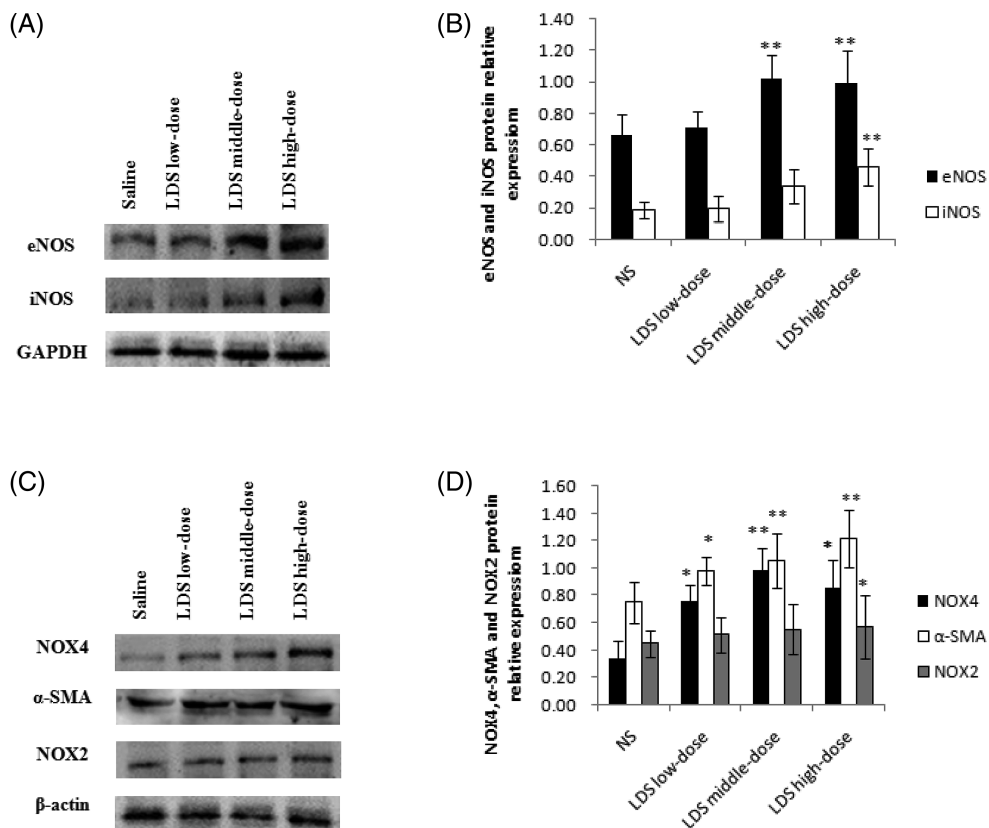 (A)
Saline
LDS low-dose
LDS middle-dose
LDS high-dose
eNOS
iNOS
GAPDH
(B)
eNOS and iNOS protein relative
expressiom
1.40
1.20
1.00
0.80
0.60
0.40
0.20
0.00
**
**
**
NS
LDS low-dose
LDS middle-dose
LDS high-dose
eNOS
iNOS
(C)
Saline
LDS low-dose
LDS middle-dose
LDS high-dose
NOX4
α-SMA
NOX2
β-actin
(D)
NOX4,α-SMA and NOX2 protein
relative expressiom
1.60
1.40
1.20
1.00
0.80
0.60
0.40
0.20
0.00
*
*
**
**
*
**
*
NS
LDS low-dose
LDS middle-dose
LDS high-dose
NOX4
α-SMA
NOX2